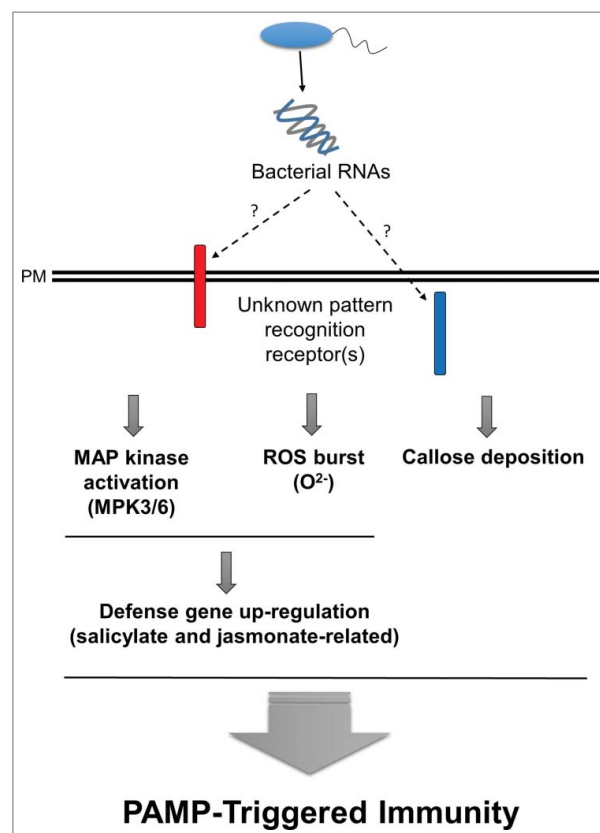 Bacterial RNAs
?
?
PM
Unknown pattern
recognition
receptor(s)
MAP kinase
activation
(MPK3/6)
ROS burst
(O²⁻)
Callose deposition
Defense gene up-regulation
(salicylate and jasmonate-related)
PAMP-Triggered Immunity